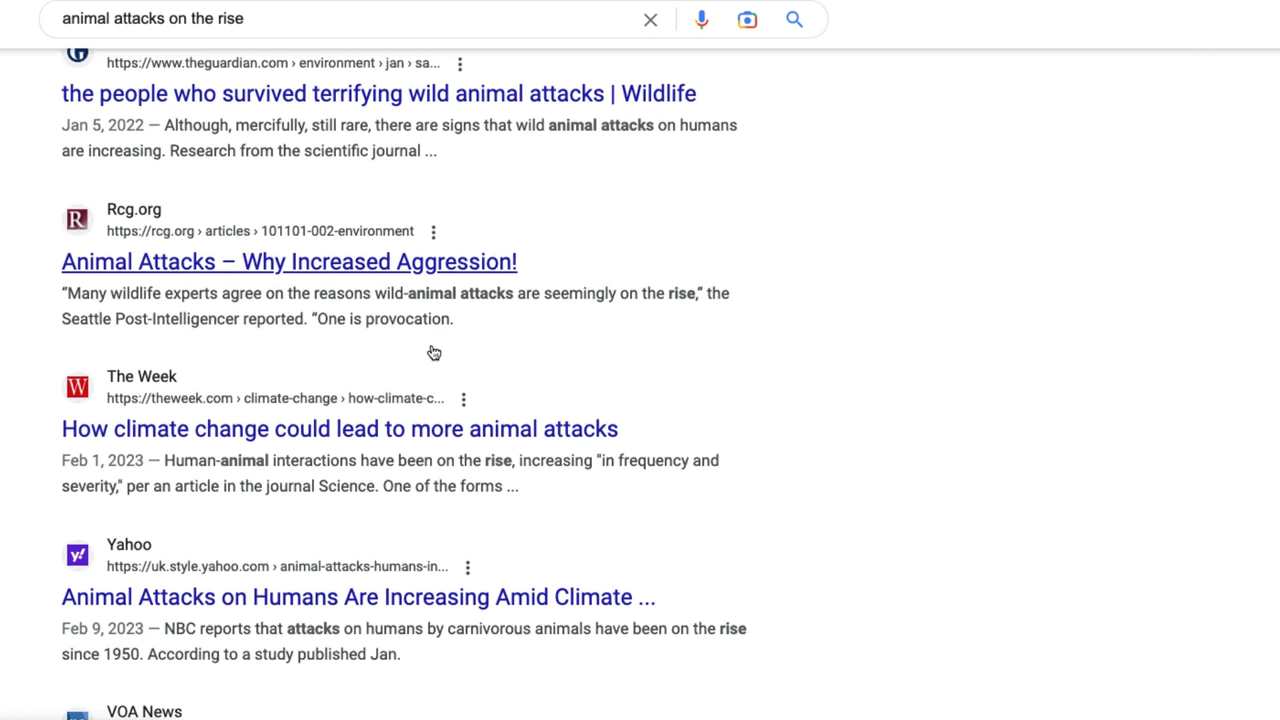 animal attacks on the rise
https://www.theguardian.com › environment › jan › sa...
the people who survived terrifying wild animal attacks | Wildlife
Jan 5, 2022 — Although, mercifully, still rare, there are signs that wild animal attacks on humans
are increasing. Research from the scientific journal ...
R
Rcg.org
https://rcg.org › articles › 101101-002-environment
Animal Attacks – Why Increased Aggression!
“Many wildlife experts agree on the reasons wild-animal attacks are seemingly on the rise,” the
Seattle Post-Intelligencer reported. “One is provocation.
W
The Week
https://theweek.com › climate-change › how-climate-c...
How climate change could lead to more animal attacks
Feb 1, 2023 — Human-animal interactions have been on the rise, increasing "in frequency and
severity," per an article in the journal Science. One of the forms ...
y!
Yahoo
https://uk.style.yahoo.com › animal-attacks-humans-in...
Animal Attacks on Humans Are Increasing Amid Climate ...
Feb 9, 2023 — NBC reports that attacks on humans by carnivorous animals have been on the rise
since 1950. According to a study published Jan.
VOA News